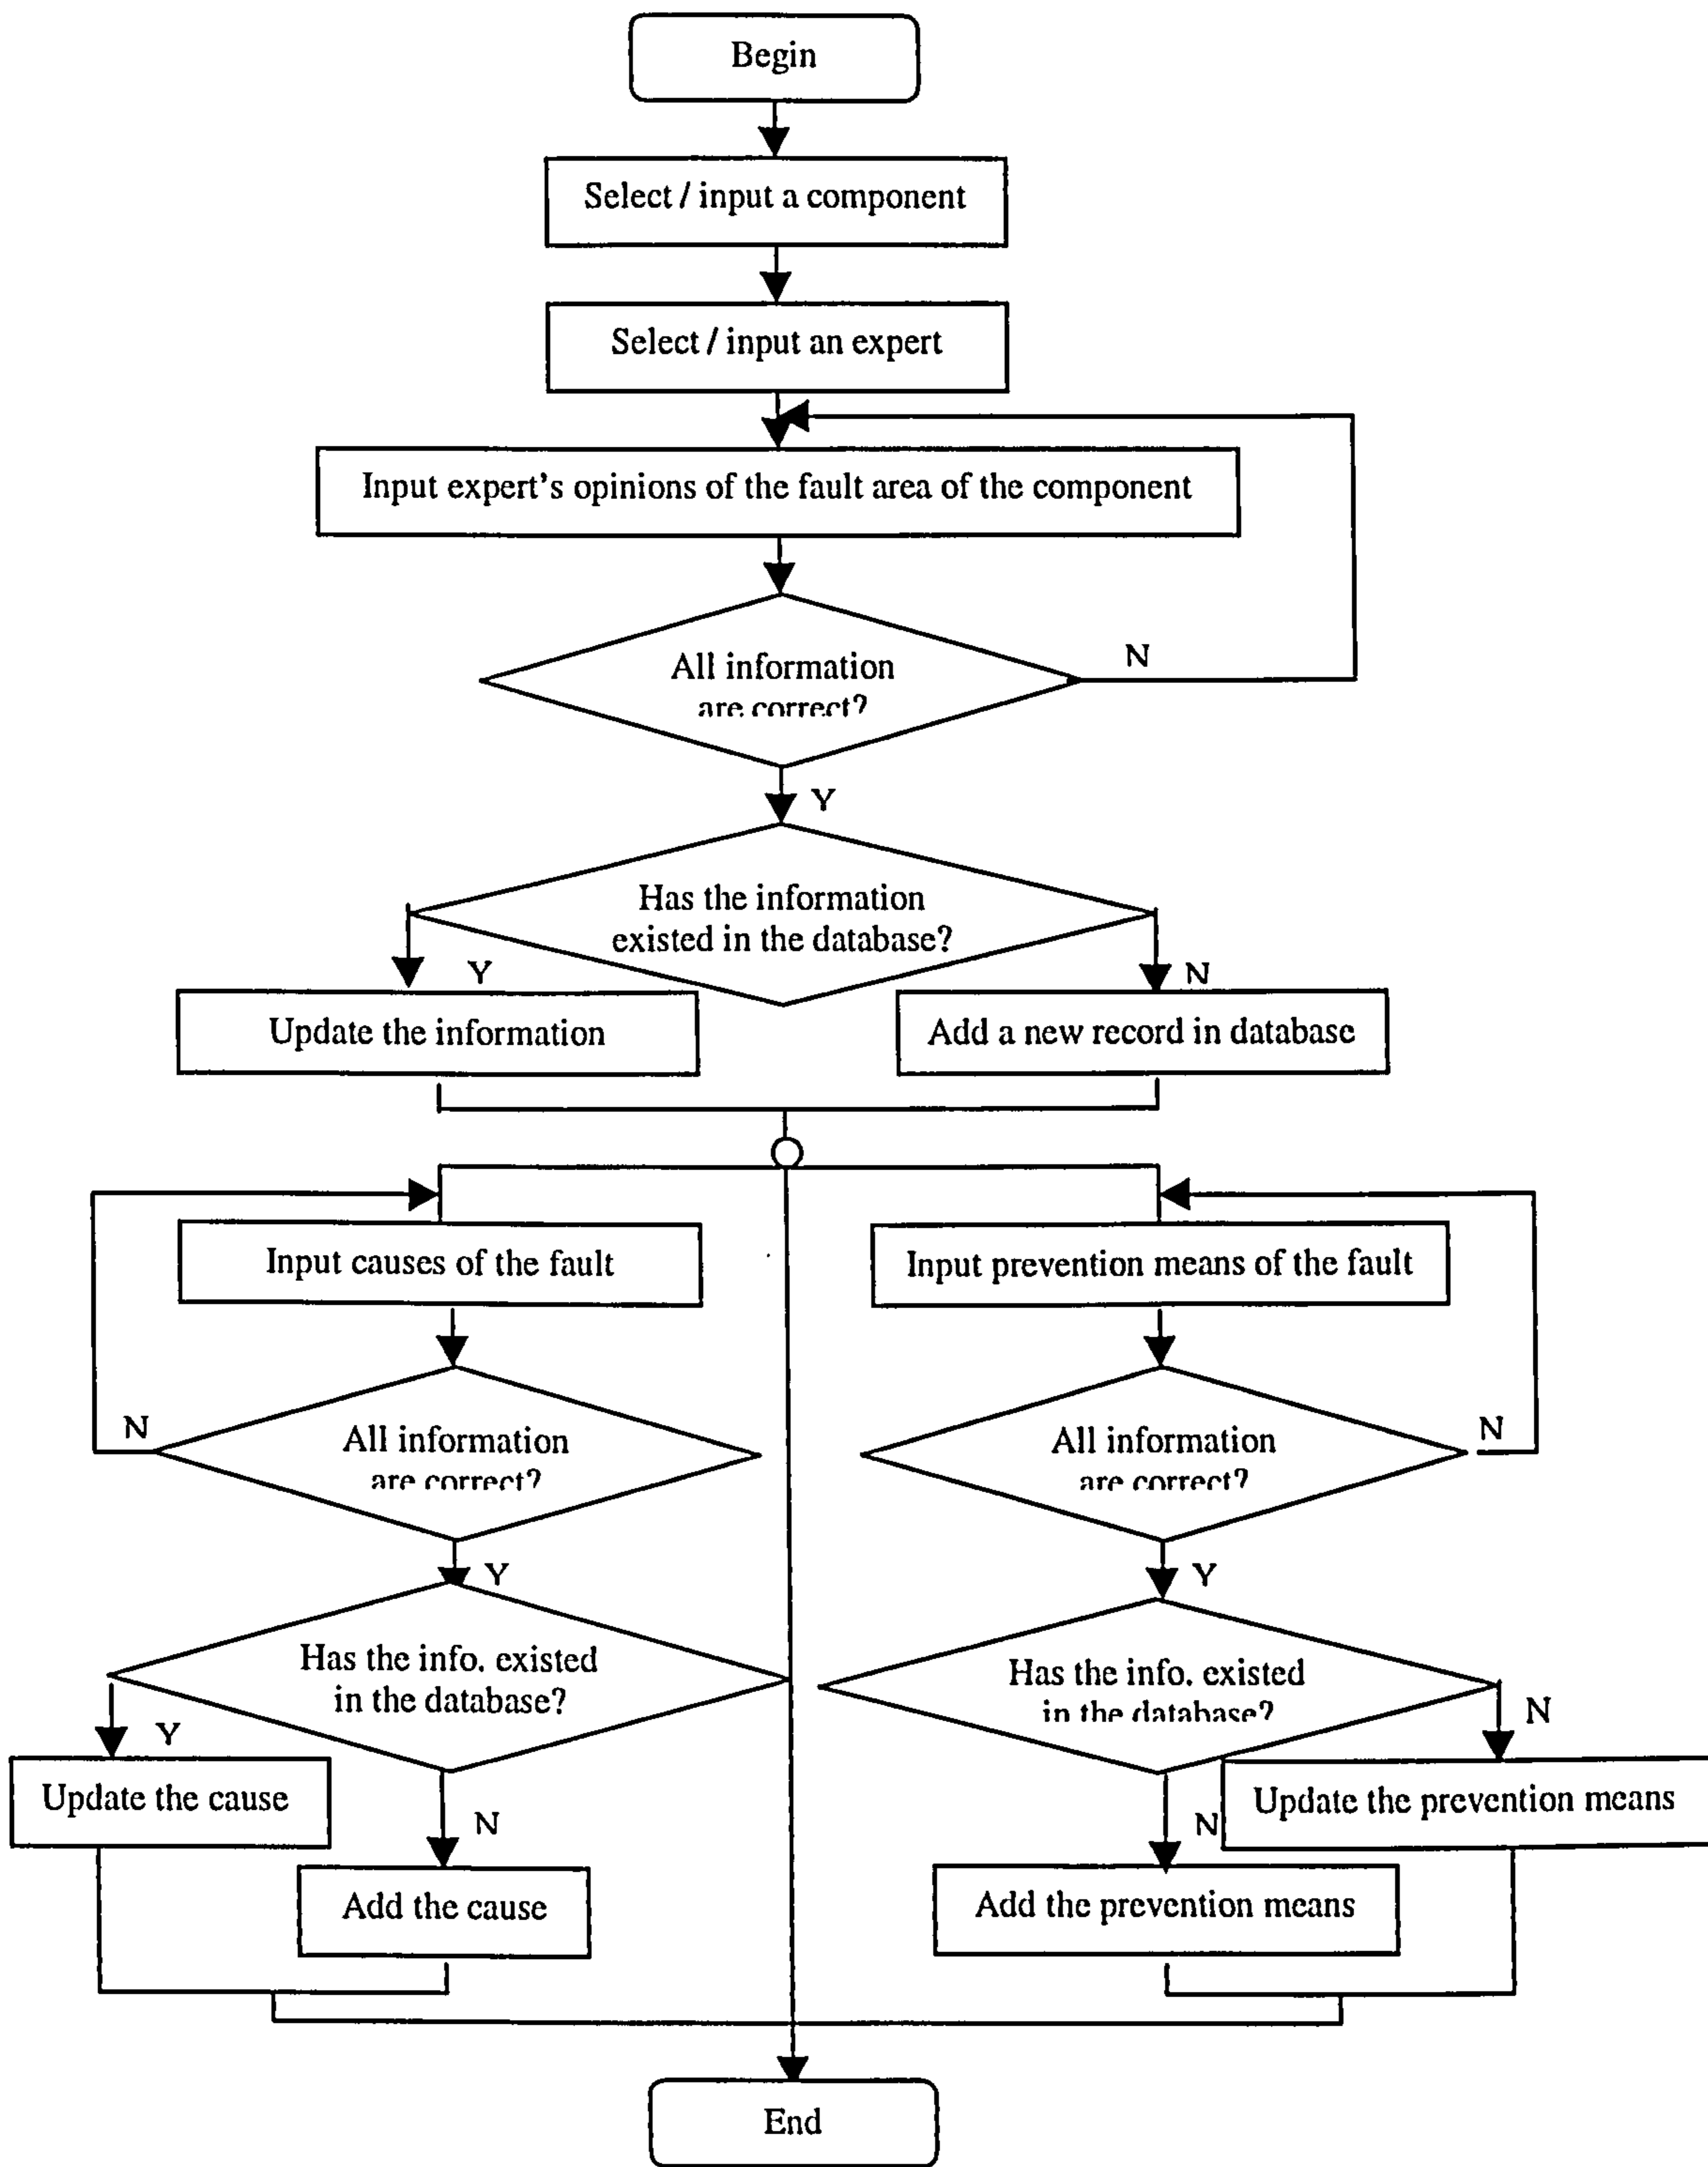 Begin
Select / input a component
Select / input an expert
Input expert's opinions of the fault area of the component
All information
are correct?
N
Y
Has the information
existed in the database?
Y
N
Update the information
Add a new record in database
Input causes of the fault
Input prevention means of the fault
N
All information
are correct?
All information
are correct?
N
Y
Y
Has the info. existed
in the database?
Has the info. existed
in the database?
Y
N
Update the cause
N
N
Update the prevention means
Add the cause
Add the prevention means
End